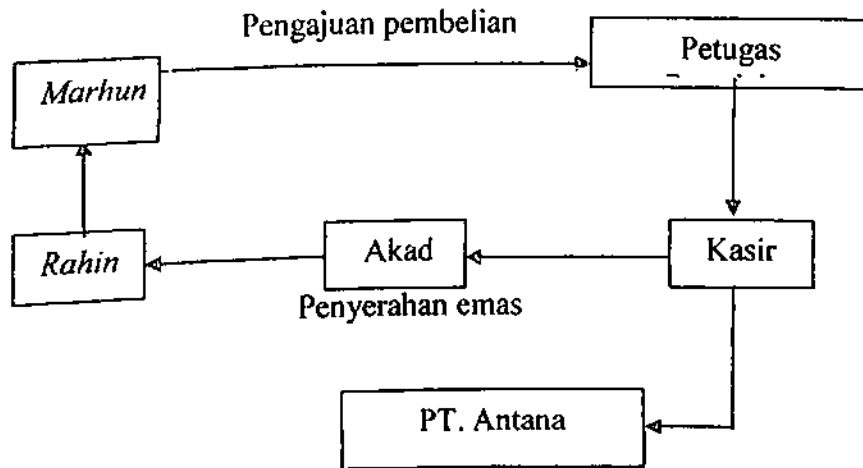 Pengajuan pembelian
Petugas
Marhun
Rahin
Akad
Kasir
Penyerahan emas
PT. Antana